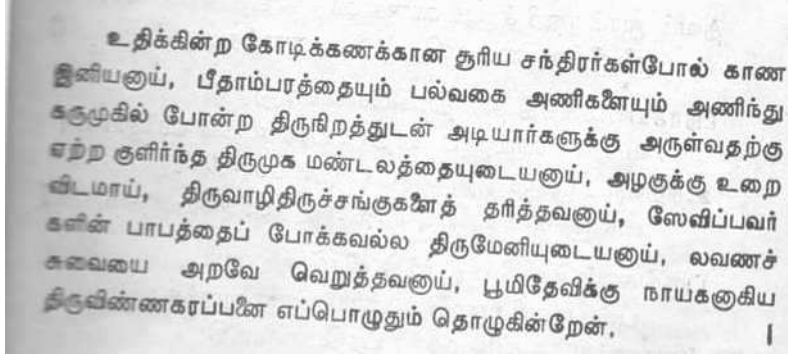 உதிக்கின்ற கோடிக்கணக்கான சூரிய சந்திரர்கள்போல் காண
இனியனாய், பீதாம்பரத்தையும் பல்வகை அணிகளையும் அணிந்து
கருமுகில் போன்ற திருநிறத்துடன் அடியார்களுக்கு அருள்வதற்கு
ஏற்ற குளிர்ந்த திருமுக மண்டலத்தையுடையனாய், அழகுக்கு உறை
விடமாய், திருவாழிதிருச்சங்குகளைத் தரித்தவனாய், ஸேவிப்பவர்
களின் பாபத்தைப் போக்கவல்ல திருமேனியுடையனாய், லவணச்
சுவையை அறவே வெறுத்தவனாய், பூமிதேவிக்கு நாயகனாகிய
திருவிண்ணகரப்பனை எப்பொழுதும் தொழுகின்றேன். 1